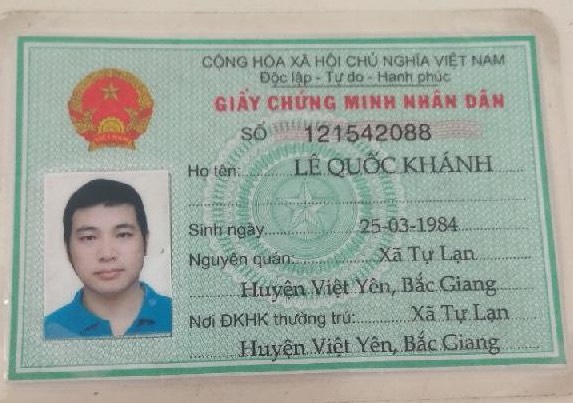 CỘNG HÒA XÃ HỘI CHỦ NGHĨA VIỆT NAM
Độc lập - Tự do - Hạnh phúc
GIẤY CHỨNG MINH NHÂN DÂN
SỐ 121542088
Họ tên: LÊ QUỐC KHÁNH
Sinh ngày 25-03-1984
Nguyên quán: Xã Tự Lạn
Huyện Việt Yên, Bắc Giang
Nơi ĐKHK thường trú: Xã Tự Lạn
Huyện Việt Yên, Bắc Giang